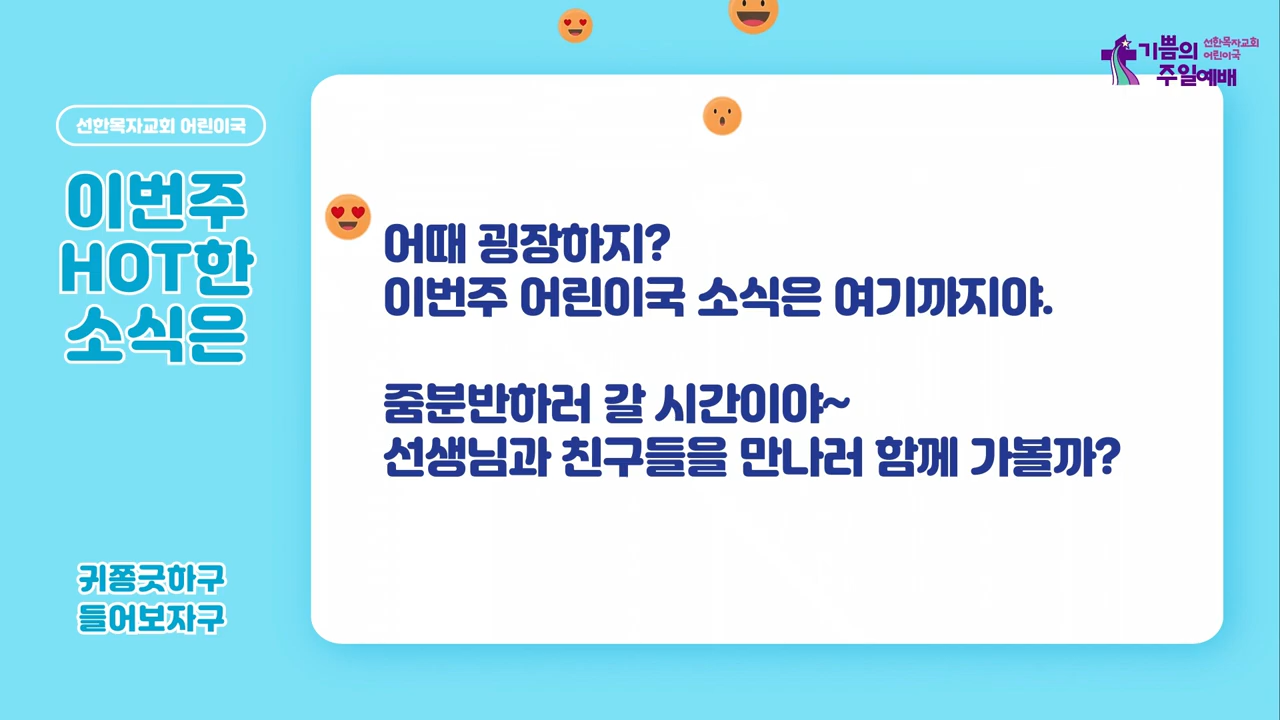 선한목자교회 어린이국
이번주
HOT한
소식은
귀쫑긋하구
들어보자구
어때 굉장하지?
이번주 어린이국 소식은 여기까지야.
줌분반하러 갈 시간이야~
선생님과 친구들을 만나러 함께 가볼까?
기쁨의
주일예배
선한목자교회
어린이국